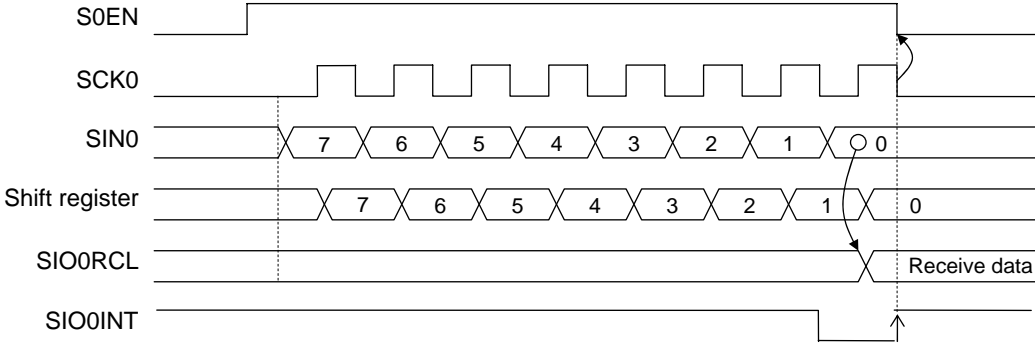 S0EN
SCK0
SIN0 7 6 5 4 3 2 1 0
Shift register 7 6 5 4 3 2 1 0
SIO0RCL Receive data
SIO0INT